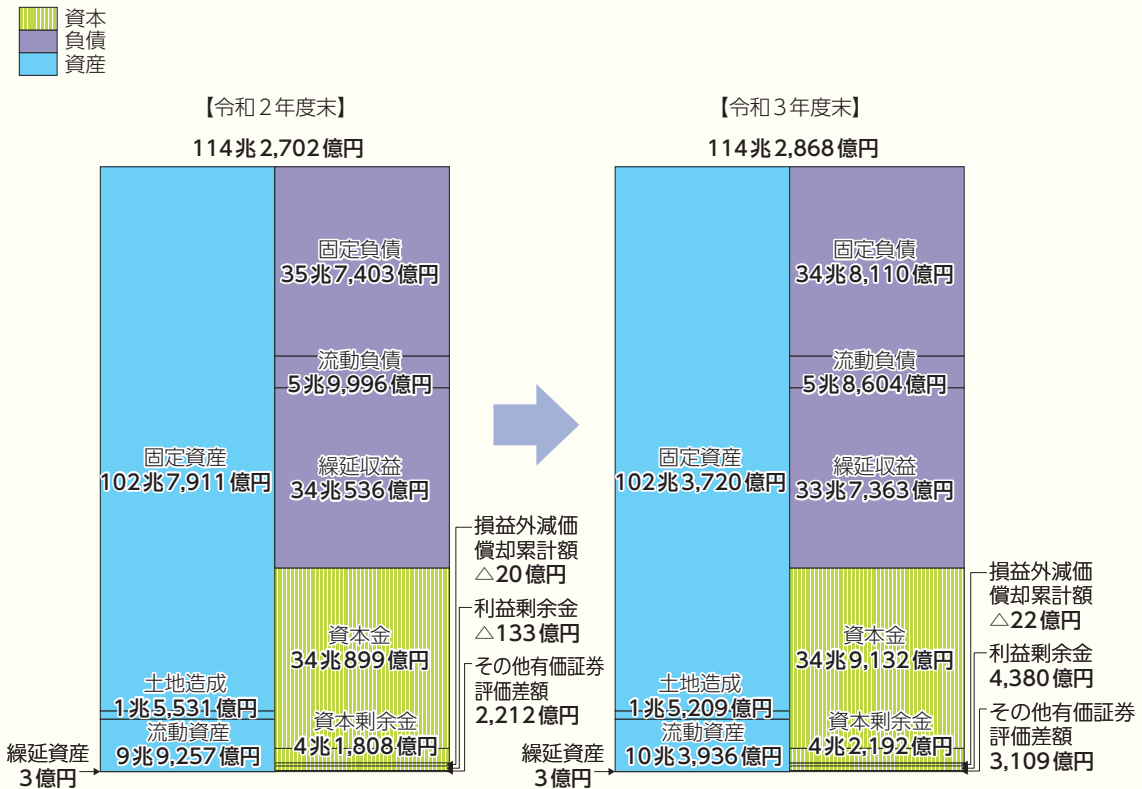 資本
負債
資産
【令和2年度末】
114兆2,702億円
固定資産
102兆7,911億円
土地造成
1兆5,531億円
流動資産
9兆9,257億円
繰延資産
3億円
固定負債
35兆7,403億円
流動負債
5兆9,996億円
繰延収益
34兆536億円
資本金
34兆899億円
資本剰余金
4兆1,808億円
損益外減価
償却累計額
△20億円
利益剰余金
△133億円
その他有価証券
評価差額
2,212億円
【令和3年度末】
114兆2,868億円
固定資産
102兆3,720億円
土地造成
1兆5,209億円
流動資産
10兆3,936億円
繰延資産
3億円
固定負債
34兆8,110億円
流動負債
5兆8,604億円
繰延収益
33兆7,363億円
資本金
34兆9,132億円
資本剰余金
4兆2,192億円
損益外減価
償却累計額
△22億円
利益剰余金
4,380億円
その他有価証券
評価差額
3,109億円